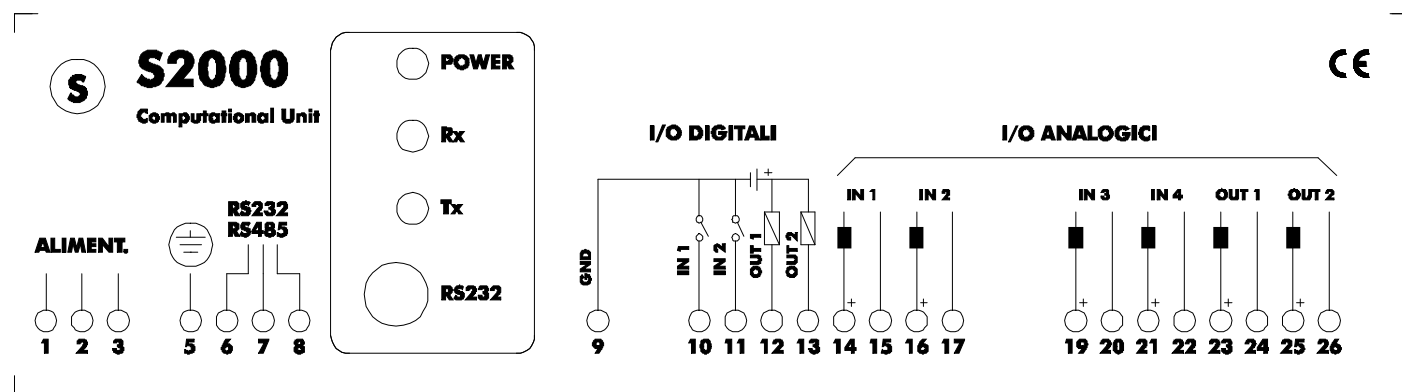 S
S2000
Computational Unit
POWER
Rx
Tx
RS232
CE
I/O DIGITALI
I/O ANALOGICI
ALIMENT.
RS232
RS485
GND
IN 1
IN 2
OUT 1
OUT 2
+
IN 1
IN 2
IN 3
IN 4
OUT 1
OUT 2
+ + + + + +
1 2 3 5 6 7 8 9 10 11 12 13 14 15 16 17 19 20 21 22 23 24 25 26